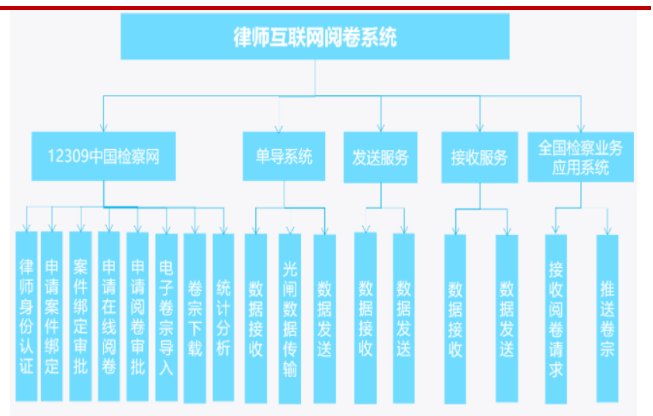 律师互联网阅卷系统
12309中国检察网
单导系统
发送服务
接收服务
全国检察业务
应用系统
律师身份认证
申请案件绑定
案件绑定审批
申请在线阅卷
申请阅卷审批
电子卷宗导入
卷宗下载
统计分析
数据接收
光闸数据传输
数据发送
数据接收
数据发送
数据接收
数据发送
接收阅卷请求
推送卷宗